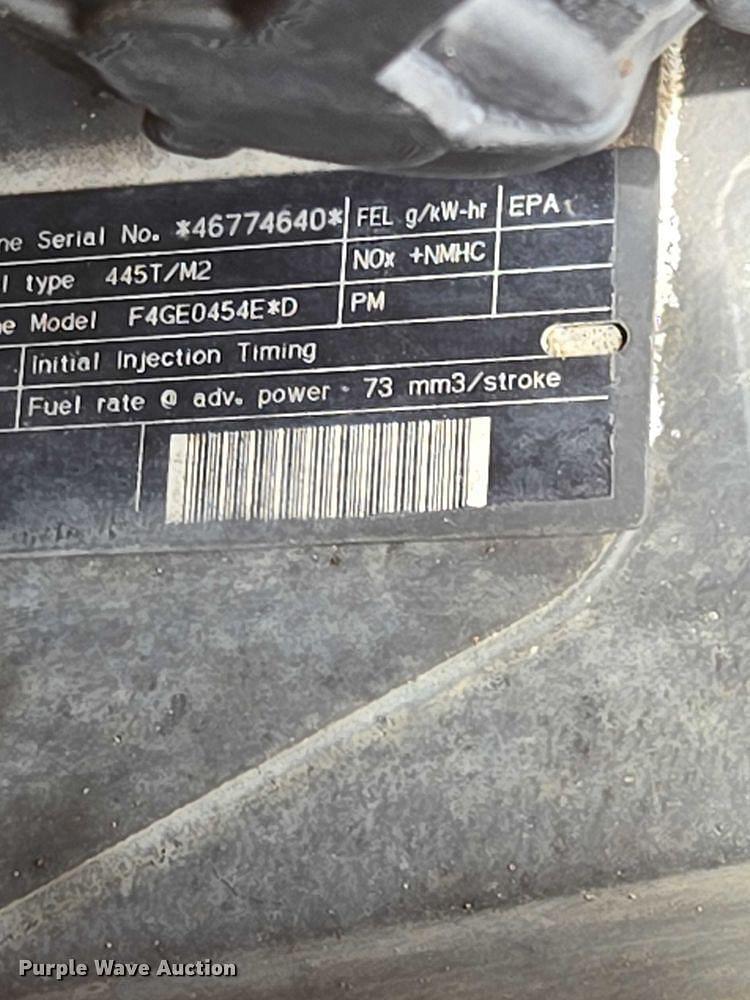 ne Serial No. *46774640* FEL g/kW-hr EPA
l type 445T/M2 NOx +NMHC
e Model F4GE0454E*D PM
Initial Injection Timing
Fuel rate @ adv. power - 73 mm3/stroke
Purple Wave Auction